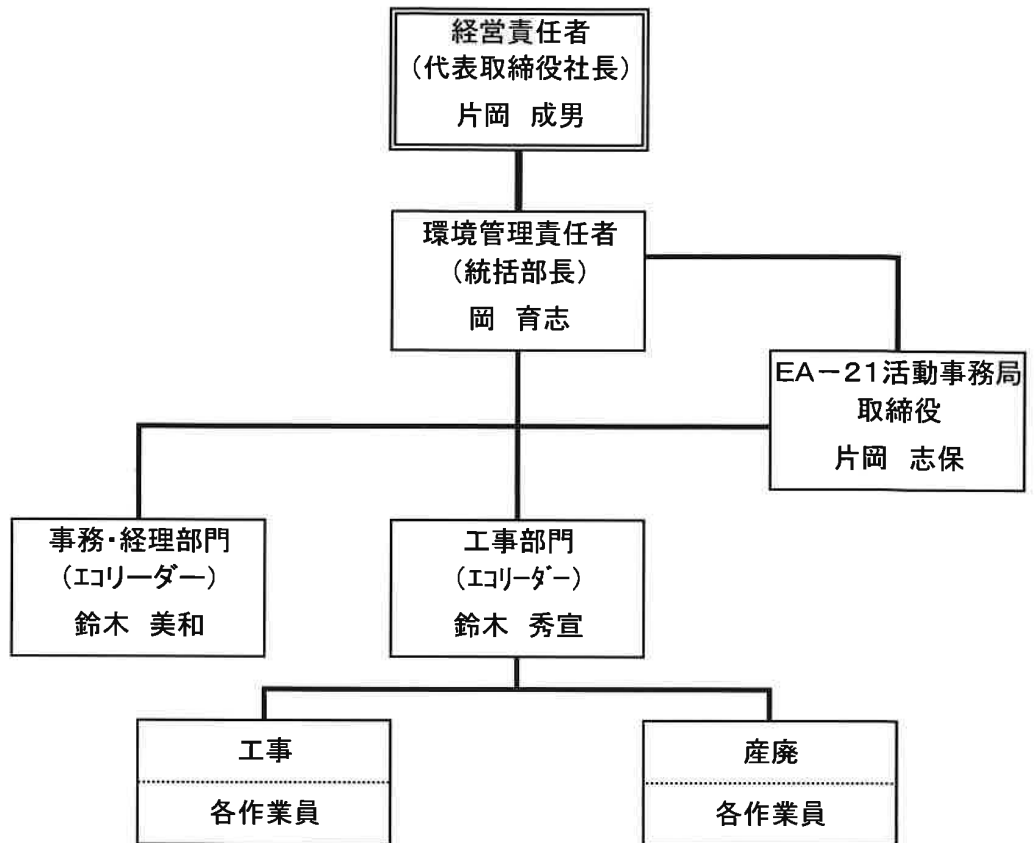 経営責任者
(代表取締役社長)
片岡 成男
環境管理責任者
(統括部長)
岡 育志
EA－21活動事務局
取締役
片岡 志保
事務・経理部門
(ｴｺリーダー)
鈴木 美和
工事部門
(ｴｺﾘｰﾀﾞｰ)
鈴木 秀宣
工事
各作業員
産廃
各作業員